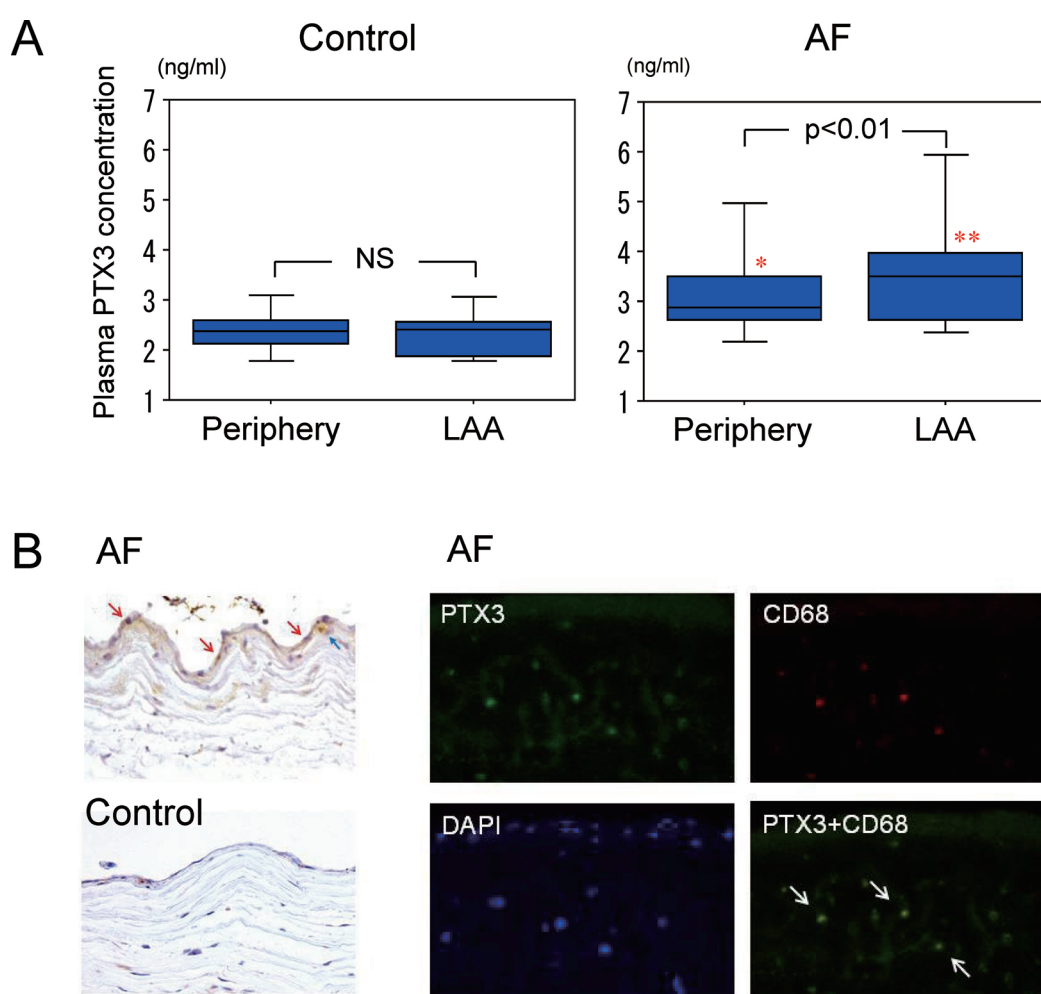 A
Control
AF
(ng/ml)
(ng/ml)
Plasma PTX3 concentration
7
6
5
4
3
2
1
NS
Periphery
LAA
7
6
5
4
3
2
1
p<0.01
*
**
Periphery
LAA
B
AF
AF
PTX3
CD68
Control
DAPI
PTX3+CD68